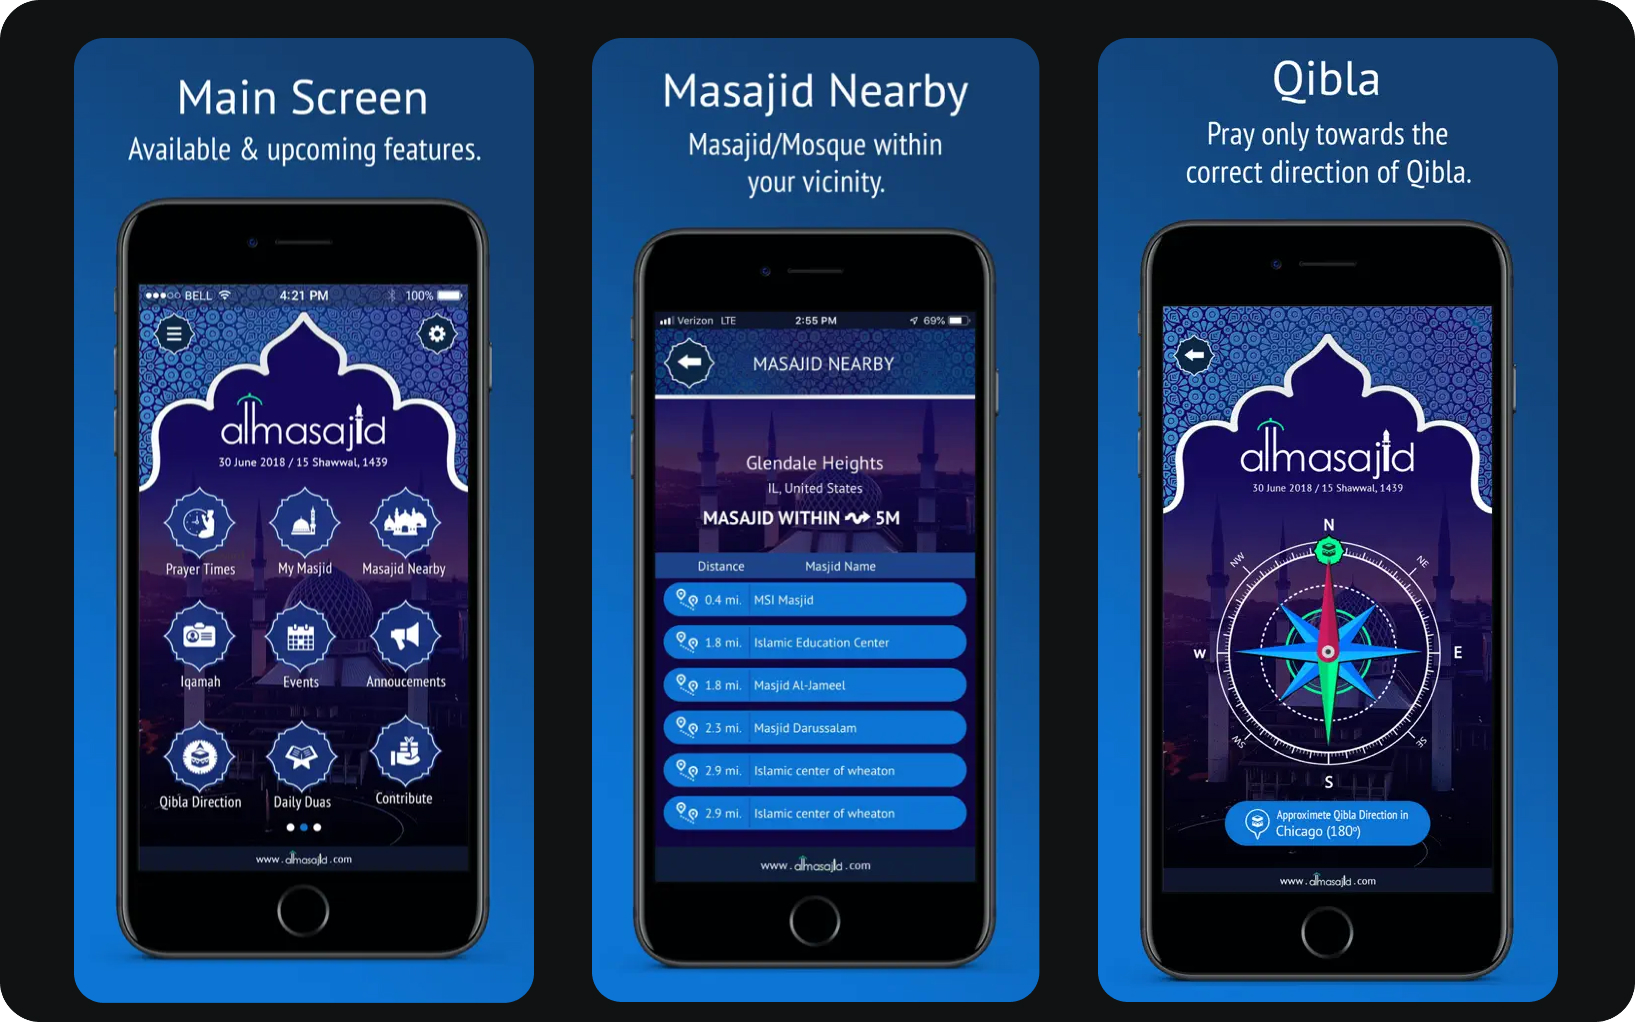 Main Screen
Available & upcoming features.
BELL 4:21 PM 100%
almasajid
30 June 2018 / 15 Shawwal, 1439
Prayer Times My Masjid Masajid Nearby
Iqamah Events Annoucements
Qibla Direction Daily Duas Contribute
www.almasajid.com
Masajid Nearby
Masajid/Mosque within
your vicinity.
Verizon LTE 2:55 PM 69%
MASAJID NEARBY
Glendale Heights
IL, United States
MASAJID WITHIN 5M
Distance Masjid Name
0.4 mi. MSI Masjid
1.8 mi. Islamic Education Center
1.8 mi. Masjid Al-Jameel
2.3 mi. Masjid Darussalam
2.9 mi. Islamic center of wheaton
2.9 mi. Islamic center of wheaton
www.almasajid.com
Qibla
Pray only towards the
correct direction of Qibla.
almasajid
30 June 2018 / 15 Shawwal, 1439
N
NW NE
W E
SW SE
S
Approximete Qibla Direction in
Chicago (180º)
www.almasajid.com